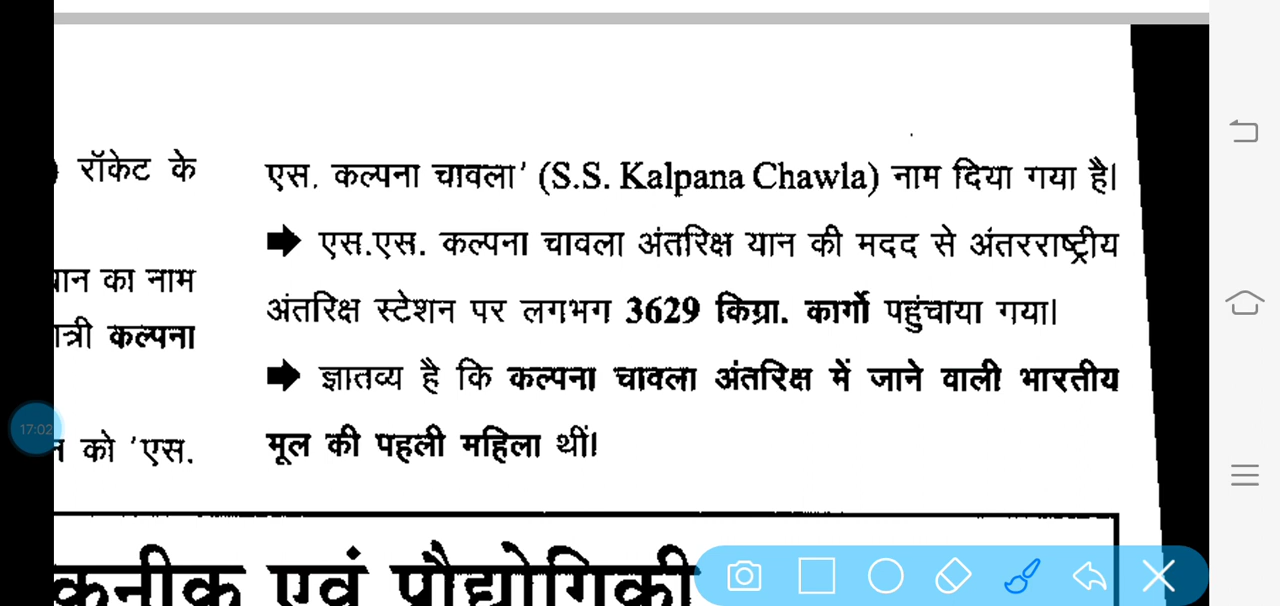 रॉकेट के
का नाम
कल्पना
को 'एस.
एस. कल्पना चावला' (S.S. Kalpana Chawla) नाम दिया गया है।
➡ एस.एस. कल्पना चावला अंतरिक्ष यान की मदद से अंतरराष्ट्रीय
अंतरिक्ष स्टेशन पर लगभग 3629 किग्रा. कार्गो पहुंचाया गया।
➡ ज्ञातव्य है कि कल्पना चावला अंतरिक्ष में जाने वाली भारतीय
मूल की पहली महिला थीं।
एवं प्रौद्योगिकी
17:02